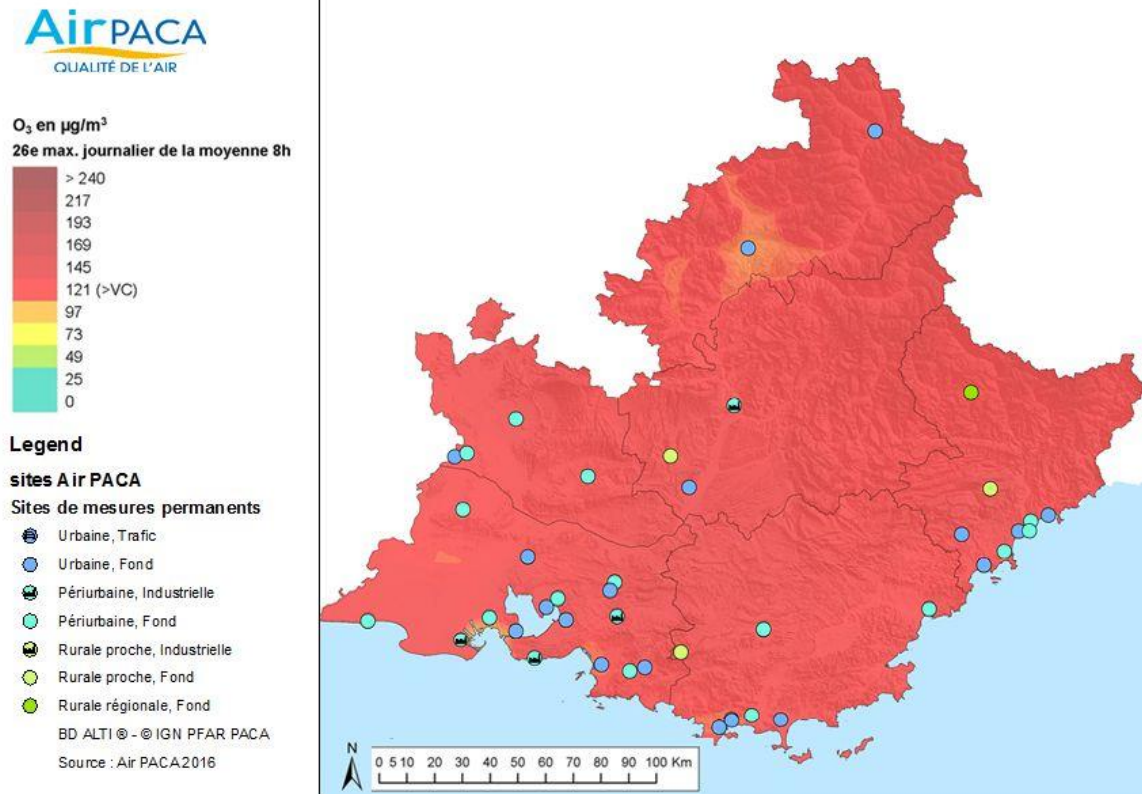 AirPACA
QUALITÉ DE L'AIR
O₃ en µg/m³
26e max. journalier de la moyenne 8h
> 240
217
193
169
145
121 (>VC)
97
73
49
25
0
Legend
sites Air PACA
Sites de mesures permanents
Urbaine, Trafic
Urbaine, Fond
Périurbaine, Industrielle
Périurbaine, Fond
Rurale proche, Industrielle
Rurale proche, Fond
Rurale régionale, Fond
BD ALTI ® - © IGN PFAR PACA
Source : Air PACA2016
N
0 5 10 20 30 40 50 60 70 80 90 100 Km